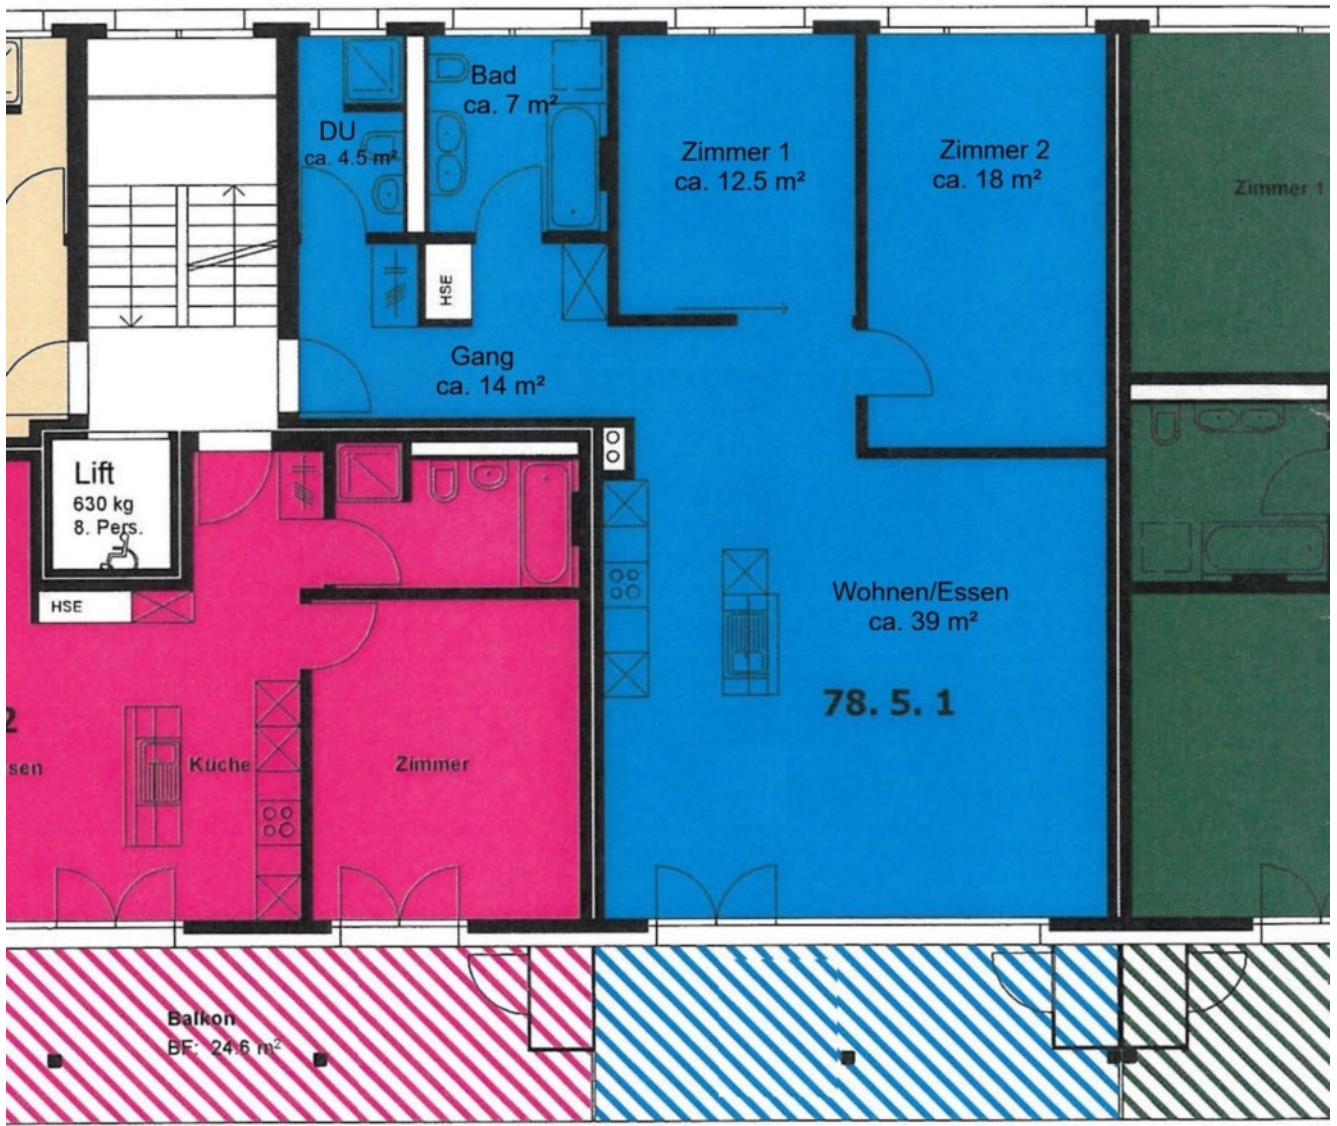 Bad
ca. 7 m²
DU
ca. 4.5 m²
Zimmer 1
ca. 12.5 m²
Zimmer 2
ca. 18 m²
Zimmer 1
HSE
Gang
ca. 14 m²
Lift
630 kg
8. Pers.
HSE
Wohnen/Essen
ca. 39 m²
78. 5. 1
2
sen
Küche
Zimmer
Balkon
BF: 24.6 m²